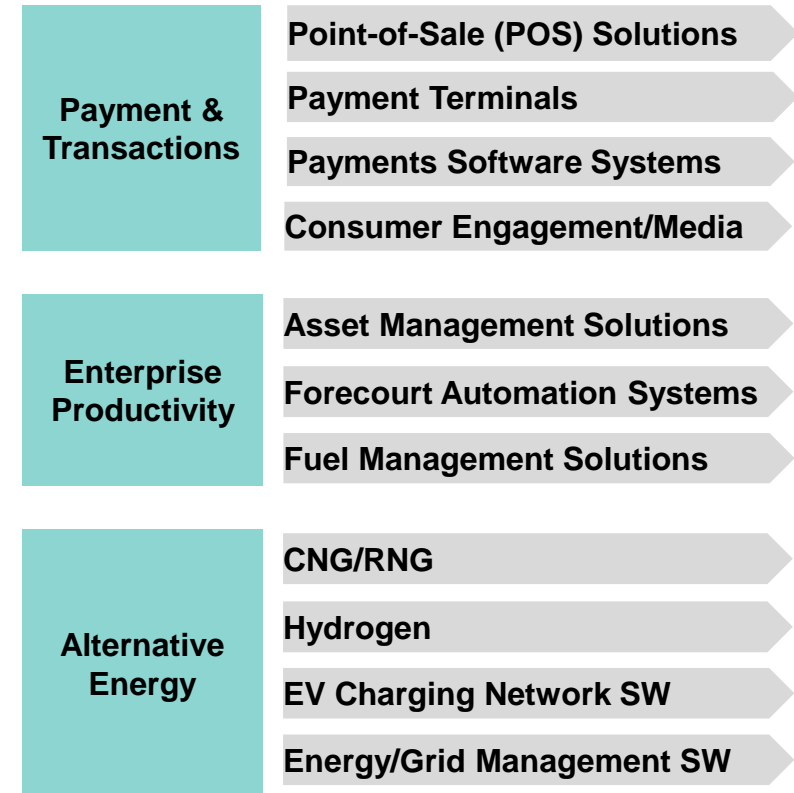 Payment &
Transactions
Point-of-Sale (POS) Solutions
Payment Terminals
Payments Software Systems
Consumer Engagement/Media
Enterprise
Productivity
Asset Management Solutions
Forecourt Automation Systems
Fuel Management Solutions
Alternative
Energy
CNG/RNG
Hydrogen
EV Charging Network SW
Energy/Grid Management SW